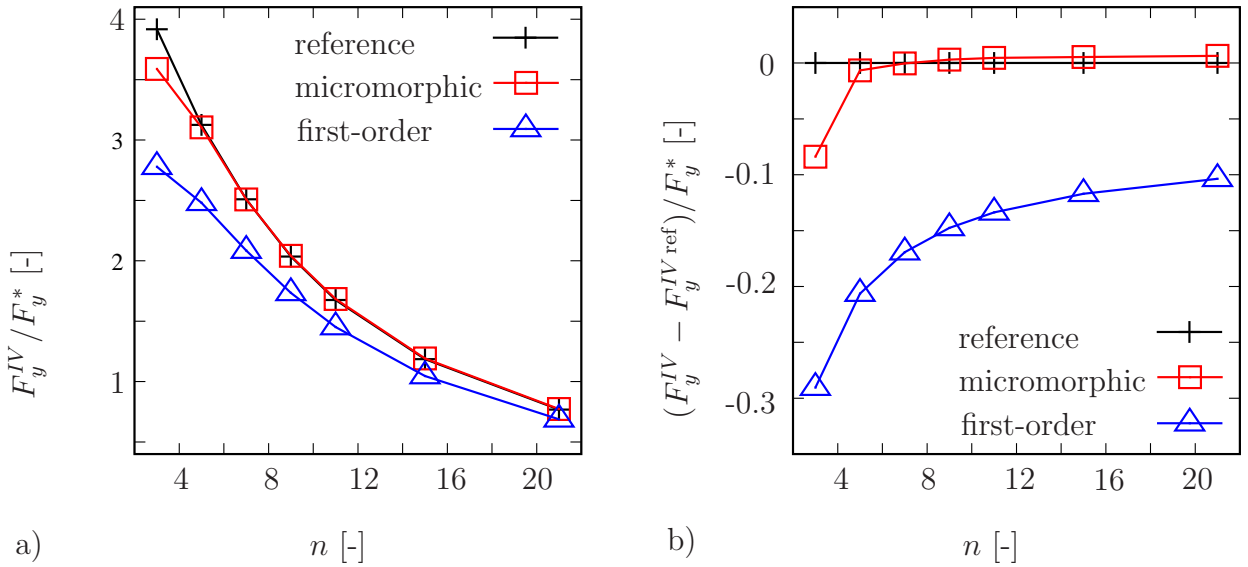 4
3
2
1
F_y^{IV}/F_y^* [-]
reference
micromorphic
first-order
4 8 12 16 20
n [-]
a)
0
-0.1
-0.2
-0.3
(F_y^{IV} − F_y^{IV ref})/F_y^* [-]
reference
micromorphic
first-order
4 8 12 16 20
n [-]
b)